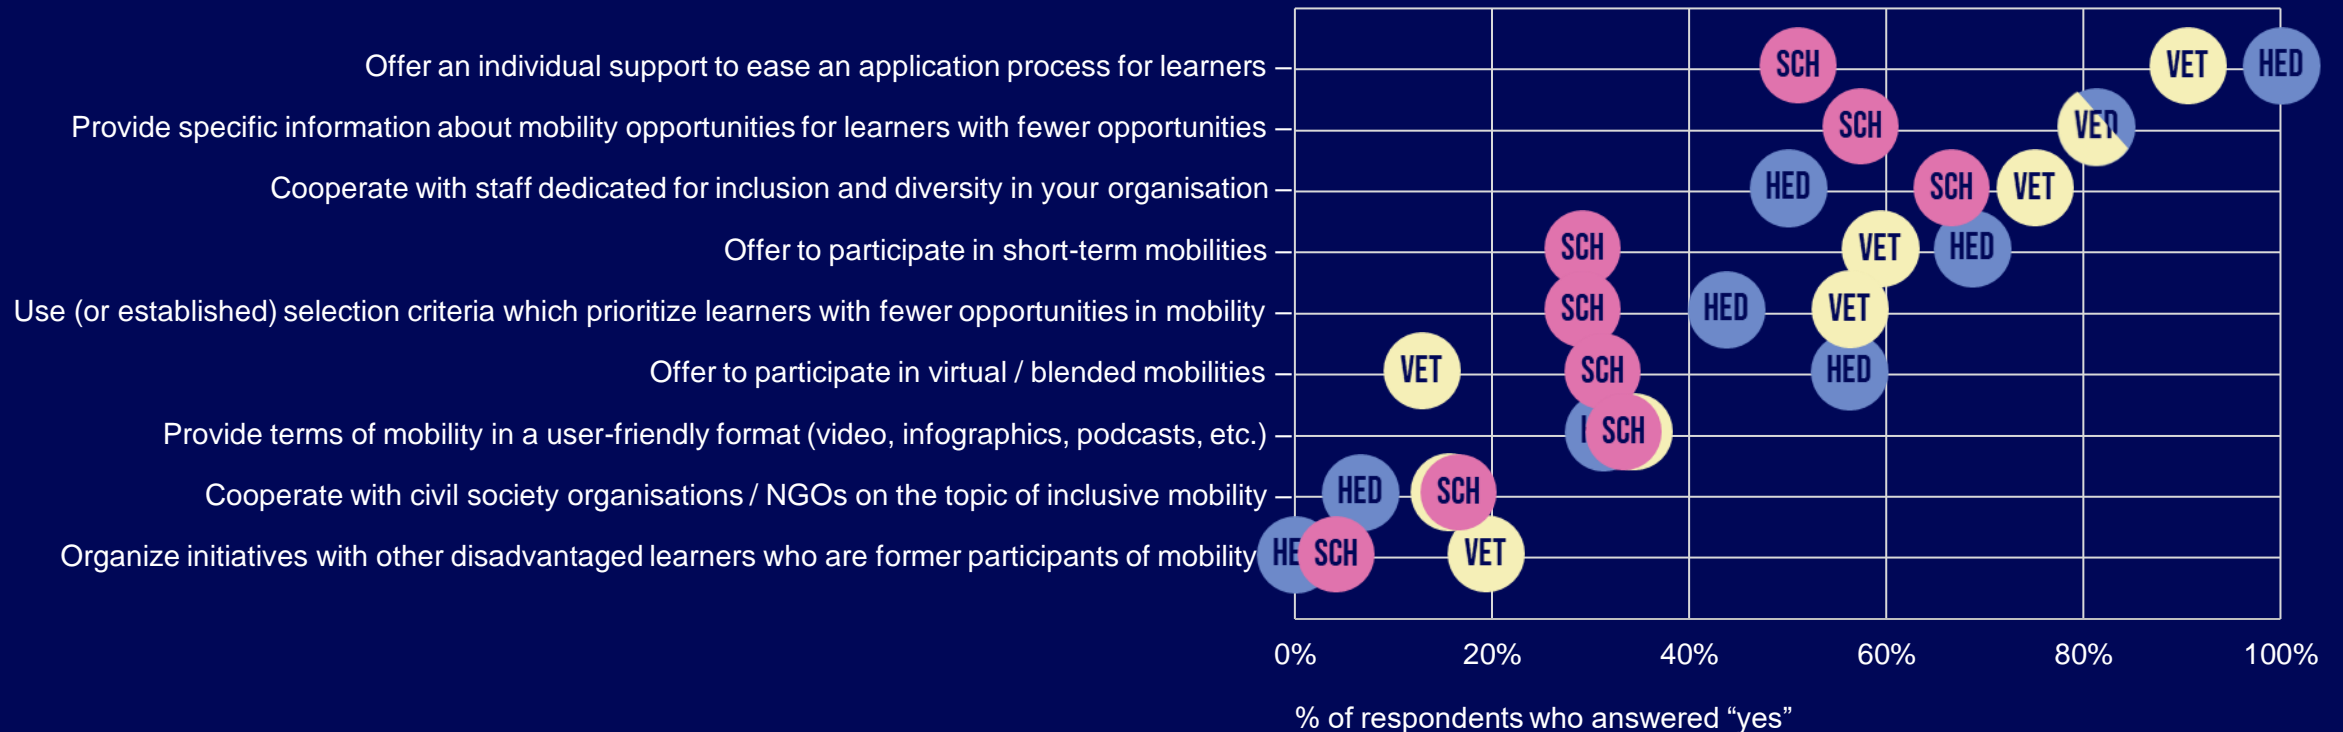 Offer an individual support to ease an application process for learners
SCH VET HED
Provide specific information about mobility opportunities for learners with fewer opportunities
SCH
Cooperate with staff dedicated for inclusion and diversity in your organisation
HED SCH VET
Offer to participate in short-term mobilities
SCH VET HED
Use (or established) selection criteria which prioritize learners with fewer opportunities in mobility
SCH HED VET
Offer to participate in virtual / blended mobilities
VET SCH HED
Provide terms of mobility in a user-friendly format (video, infographics, podcasts, etc.)
SCH
Cooperate with civil society organisations / NGOs on the topic of inclusive mobility
HED SCH
Organize initiatives with other disadvantaged learners who are former participants of mobility
SCH VET
0% 20% 40% 60% 80% 100%
% of respondents who answered “yes”